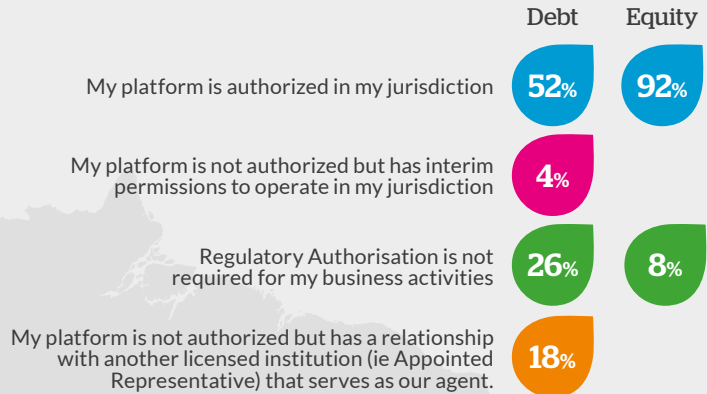 Debt Equity
My platform is authorized in my jurisdiction 52% 92%
My platform is not authorized but has interim
permissions to operate in my jurisdiction 4%
Regulatory Authorisation is not
required for my business activities 26% 8%
My platform is not authorized but has a relationship
with another licensed institution (ie Appointed 18%
Representative) that serves as our agent.